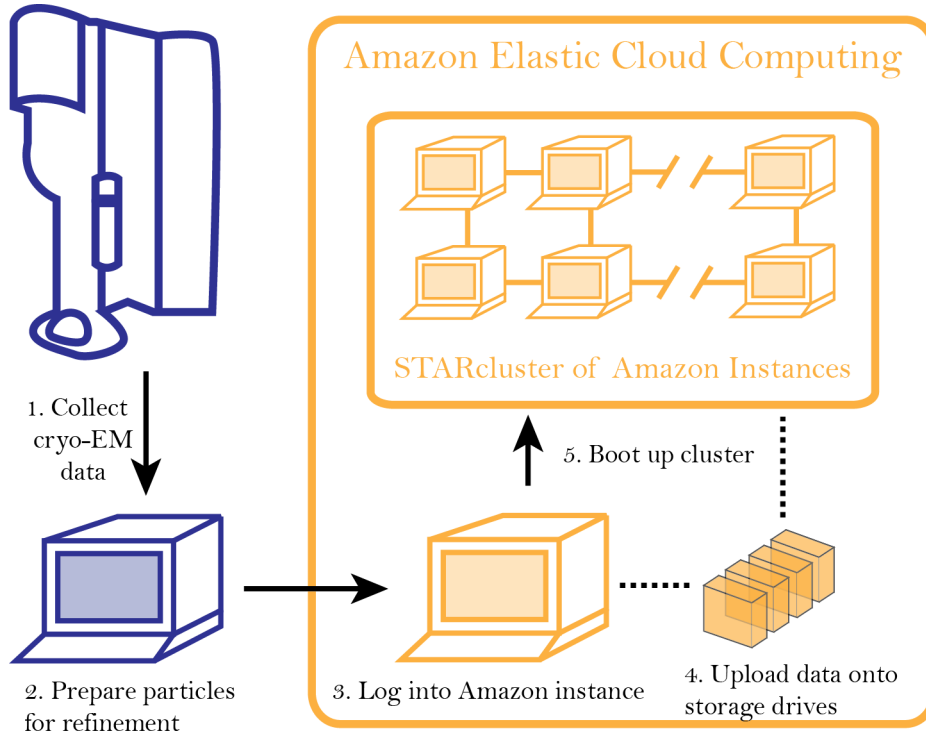 Amazon Elastic Cloud Computing
STARcluster of Amazon Instances
1. Collect
cryo-EM
data
5. Boot up cluster
2. Prepare particles
for refinement
3. Log into Amazon instance
4. Upload data onto
storage drives